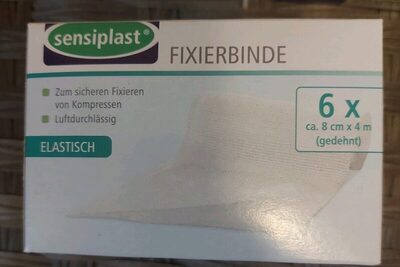 sensiplast®
FIXIERBINDE
Zum sicheren Fixieren
von Kompressen
Luftdurchlässig
ELASTISCH
6 x
ca. 8 cm x 4 m
(gedehnt)